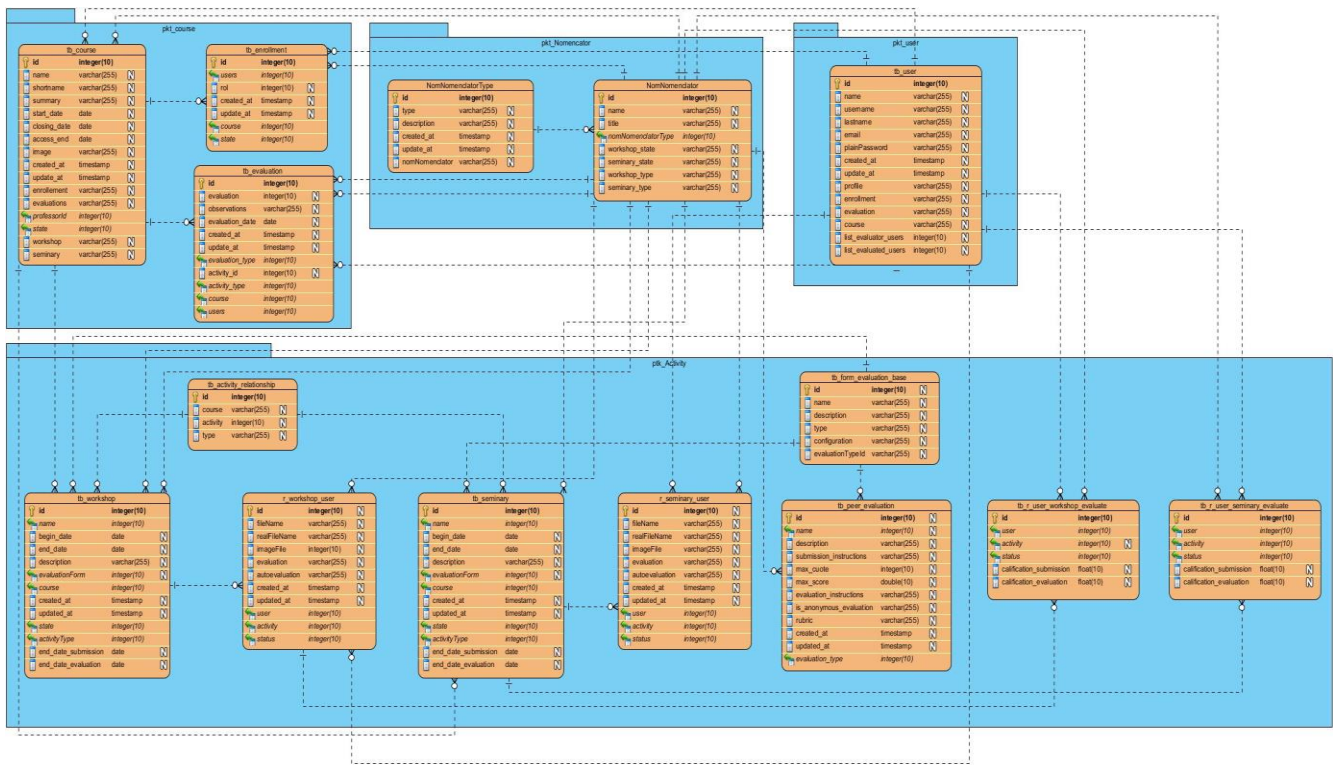 pkt_course
tb_course
id integer(10)
name varchar(255) N
shortname varchar(255) N
summary varchar(255) N
start_date date N
closing_date date N
access_end date N
image varchar(255) N
created_at timestamp N
update_at timestamp N
enrollement varchar(255) N
evaluations varchar(255) N
professorId integer(10)
state integer(10)
workshop varchar(255) N
seminary varchar(255) N
tb_enrollment
id integer(10)
users integer(10)
rol integer(10) N
created_at timestamp N
update_at timestamp N
course integer(10)
state integer(10)
tb_evaluation
id integer(10)
evaluation integer(10) N
observations varchar(255) N
evaluation_date date N
created_at timestamp N
update_at timestamp N
evaluation_type integer(10)
activity_id integer(10) N
activity_type integer(10)
course integer(10)
users integer(10)
pkt_Nomencator
NomNomenclatorType
id integer(10)
type varchar(255) N
description varchar(255) N
created_at timestamp N
update_at timestamp N
nomNomenclator varchar(255) N
NomNomenclator
id integer(10)
name varchar(255) N
title varchar(255) N
nomNomenclatorType integer(10)
workshop_state varchar(255) N
seminary_state varchar(255) N
workshop_type varchar(255) N
seminary_type varchar(255) N
pkt_user
tb_user
id integer(10)
name varchar(255) N
username varchar(255) N
lastname varchar(255) N
email varchar(255) N
plainPassword varchar(255) N
created_at timestamp N
update_at timestamp N
profile varchar(255) N
enrollment varchar(255) N
evaluation varchar(255) N
course varchar(255) N
list_evaluator_users integer(10) N
list_evaluated_users integer(10) N
ptk_Activity
tb_activity_relationship
id integer(10)
course varchar(255) N
activity integer(10) N
type varchar(255) N
tb_form_evaluation_base
id integer(10) N
name varchar(255) N
description varchar(255) N
type varchar(255) N
configuration varchar(255) N
evaluationTypeId varchar(255) N
tb_workshop
id integer(10)
name integer(10)
begin_date date N
end_date date N
description varchar(255) N
evaluationForm integer(10) N
course integer(10)
created_at timestamp N
updated_at timestamp N
state integer(10)
activityType integer(10)
end_date_submission date N
end_date_evaluation date N
r_workshop_user
id integer(10) N
fileName varchar(255) N
realFileName varchar(255) N
imageFile integer(10) N
evaluation varchar(255) N
autoevaluation varchar(255) N
created_at timestamp N
updated_at timestamp N
user integer(10)
activity integer(10)
status integer(10)
tb_seminary
id integer(10)
name integer(10)
begin_date date N
end_date date N
description varchar(255) N
evaluationForm integer(10) N
course integer(10)
created_at timestamp N
updated_at timestamp N
state integer(10)
activityType integer(10)
end_date_submission date N
end_date_evaluation date N
r_seminary_user
id integer(10)
fileName varchar(255) N
realFileName varchar(255) N
imageFile varchar(255) N
evaluation varchar(255) N
autoevaluation varchar(255) N
created_at timestamp N
updated_at timestamp N
user integer(10)
activity integer(10)
status integer(10)
tb_peer_evaluation
id integer(10) N
name integer(10)
description varchar(255) N
submission_instructions varchar(255) N
max_cuote integer(10) N
max_score double(10) N
evaluation_instructions varchar(255) N
is_anonymous_evaluation varchar(255) N
rubric varchar(255) N
created_at timestamp N
updated_at timestamp N
evaluation_type integer(10)
tb_r_user_workshop_evaluate
id integer(10) N
user integer(10)
activity integer(10) N
status integer(10)
calification_submission float(10) N
calification_evaluation float(10) N
tb_r_user_seminary_evaluate
id integer(10) N
user integer(10)
activity integer(10)
status integer(10)
calification_submission float(10) N
calification_evaluation float(10) N